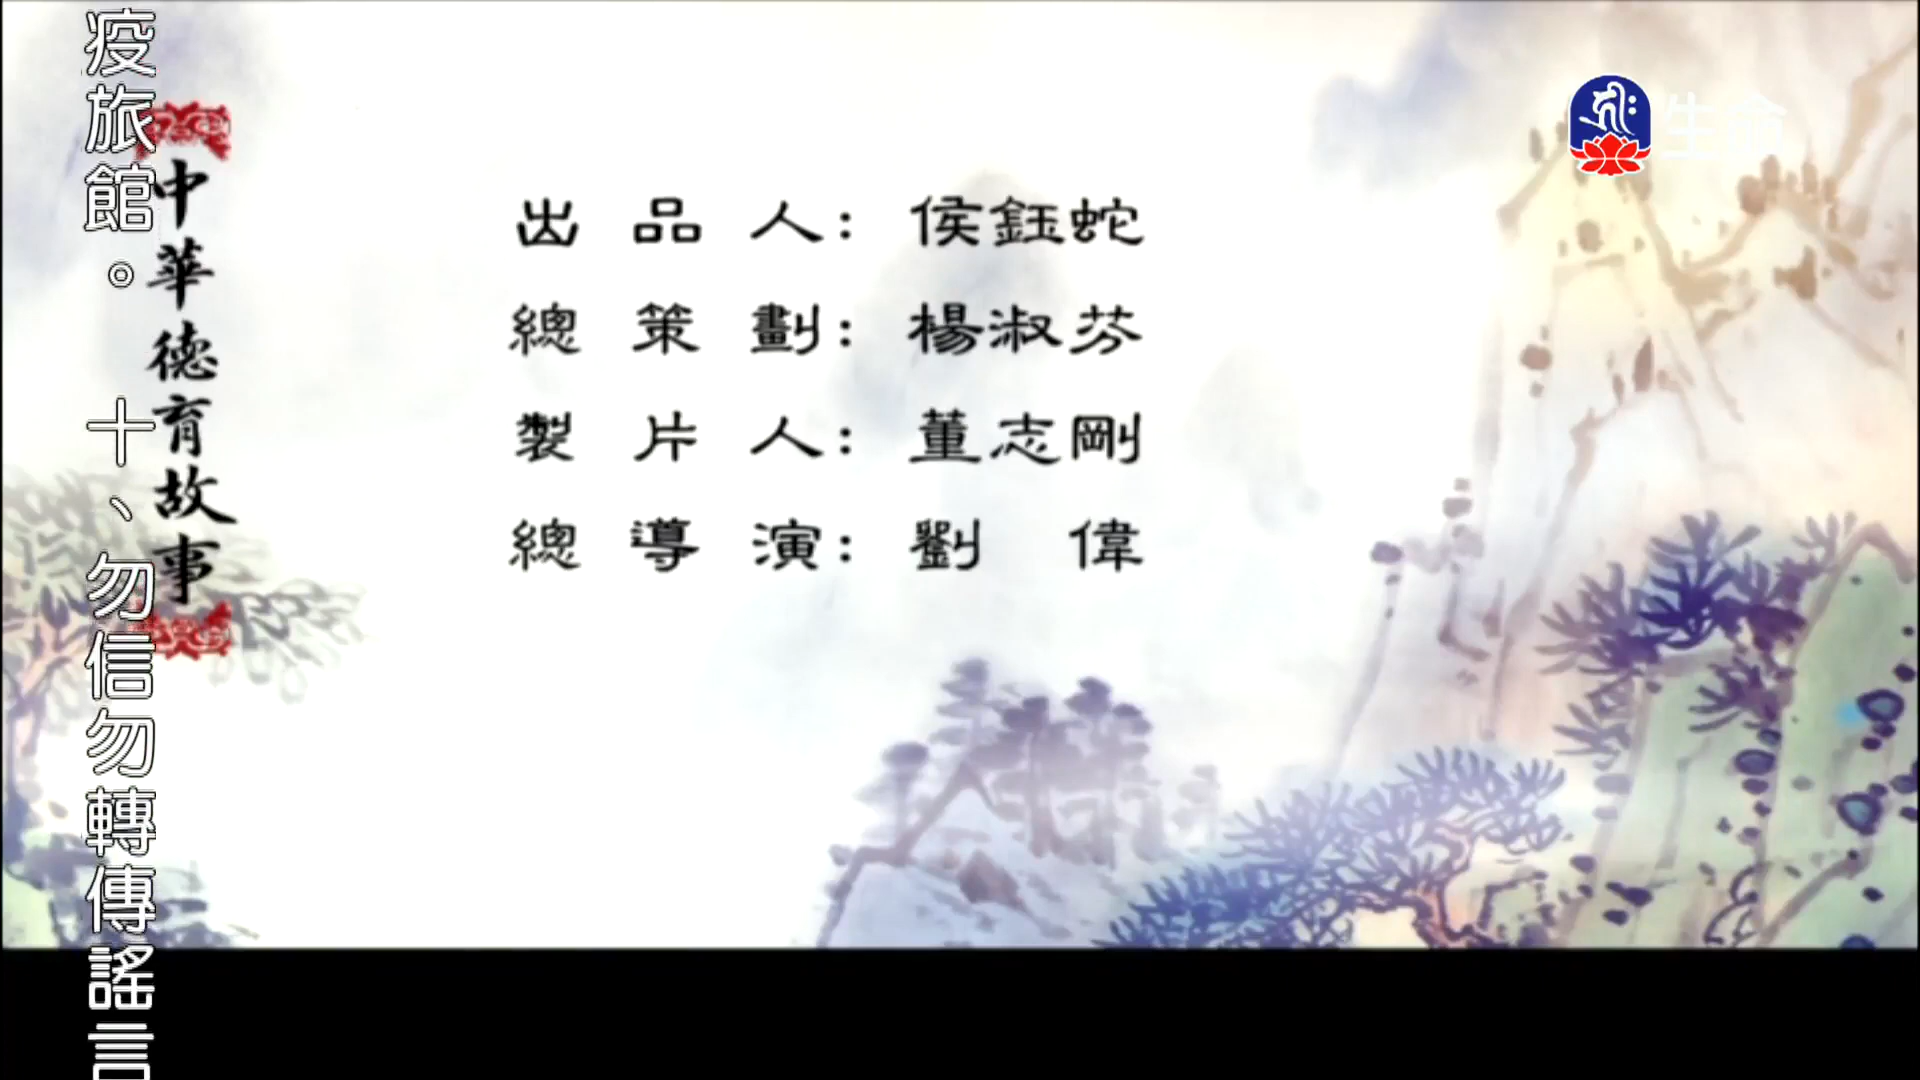 疫旅館。 十、勿信勿轉傳謠言
中華德育故事
生命
出品人：侯鈺蛇
總策劃：楊淑芬
製片人：董志剛
總導演：劉 偉